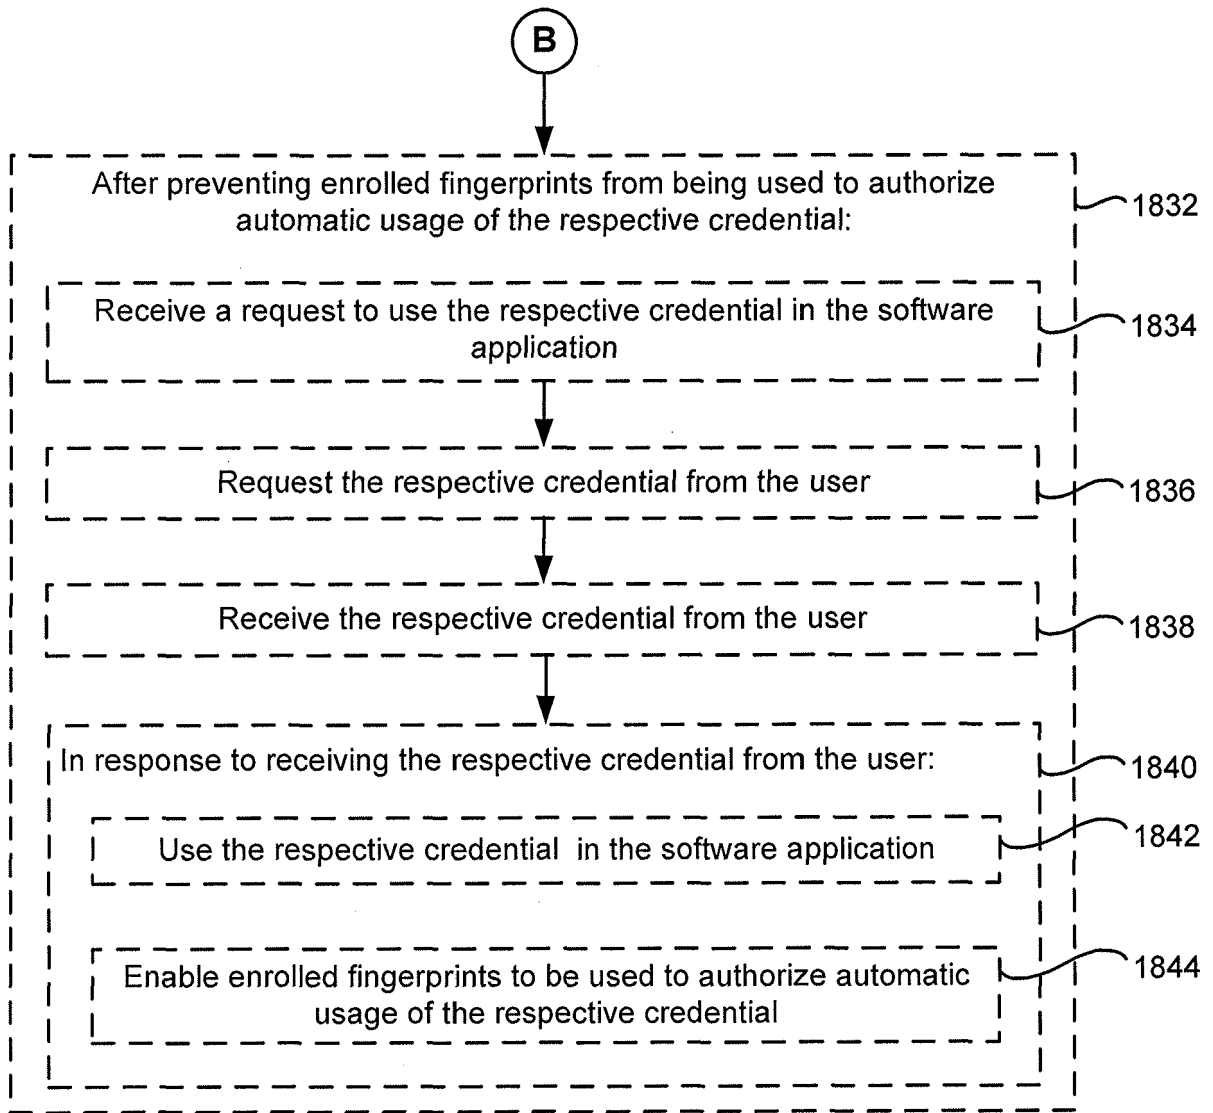 B
After preventing enrolled fingerprints from being used to authorize
automatic usage of the respective credential:
1832
Receive a request to use the respective credential in the software
application
1834
Request the respective credential from the user
1836
Receive the respective credential from the user
1838
In response to receiving the respective credential from the user:
1840
Use the respective credential in the software application
1842
Enable enrolled fingerprints to be used to authorize automatic
usage of the respective credential
1844